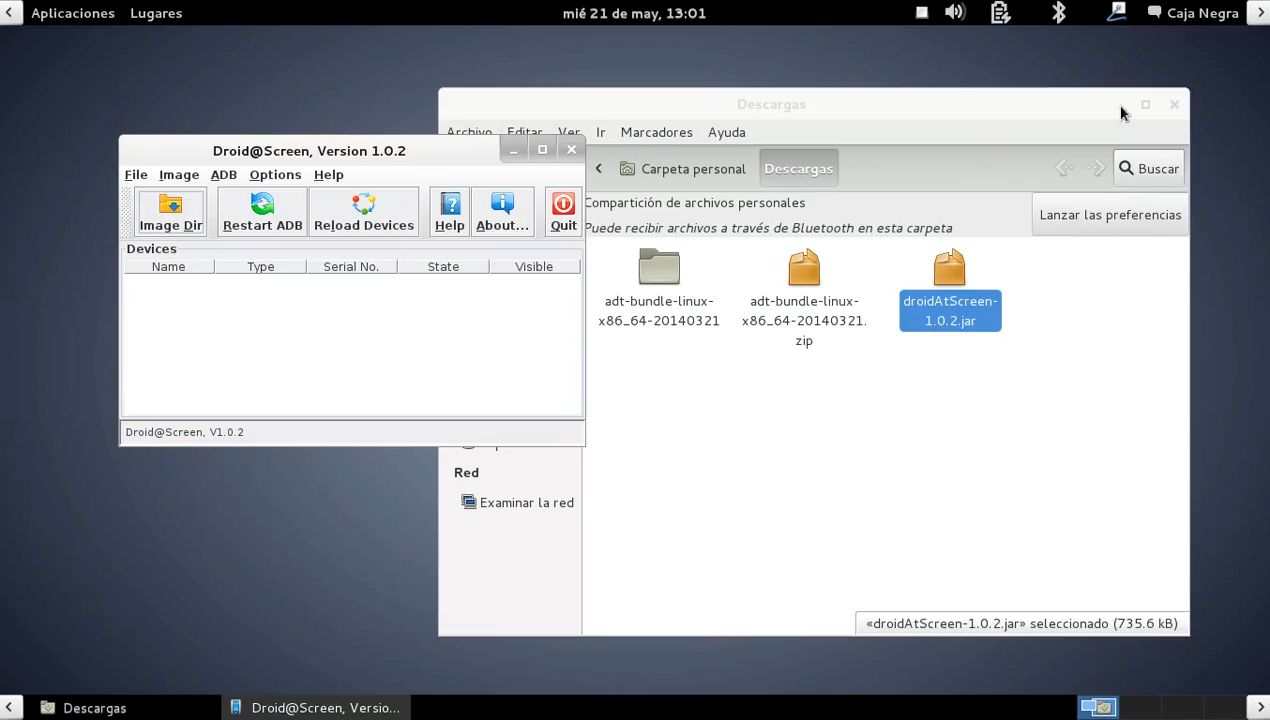 Aplicaciones Lugares mié 21 de may, 13:01 Caja Negra
Descargas
Archivo Editar Ver Ir Marcadores Ayuda
Carpeta personal Descargas Buscar
Compartición de archivos personales
Puede recibir archivos a través de Bluetooth en esta carpeta
Lanzar las preferencias
adt-bundle-linux-
x86_64-20140321
adt-bundle-linux-
x86_64-20140321.
zip
droidAtScreen-
1.0.2.jar
Red
Examinar la red
«droidAtScreen-1.0.2.jar» seleccionado (735.6 kB)
Droid@Screen, Version 1.0.2
File Image ADB Options Help
Image Dir Restart ADB Reload Devices Help About... Quit
Devices
Name Type Serial No. State Visible
Droid@Screen, V1.0.2
Descargas Droid@Screen, Versio...